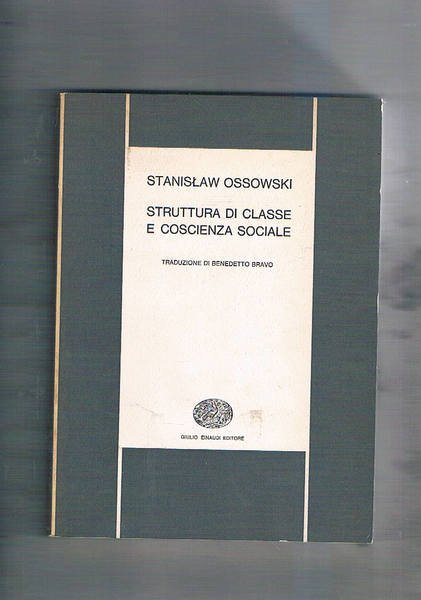 STANISŁAW OSSOWSKI
STRUTTURA DI CLASSE
E COSCIENZA SOCIALE
TRADUZIONE DI BENEDETTO BRAVO
GIULIO EINAUDI EDITORE